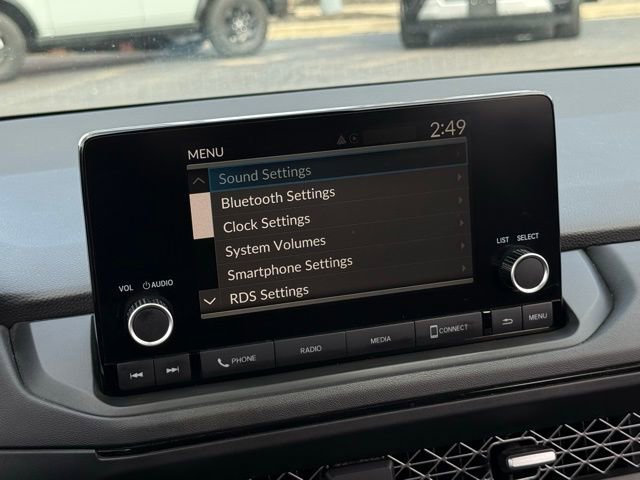 2:49
MENU
Sound Settings
Bluetooth Settings
Clock Settings
System Volumes
Smartphone Settings
RDS Settings
LIST SELECT
VOL AUDIO
PHONE
RADIO
MEDIA
CONNECT
MENU